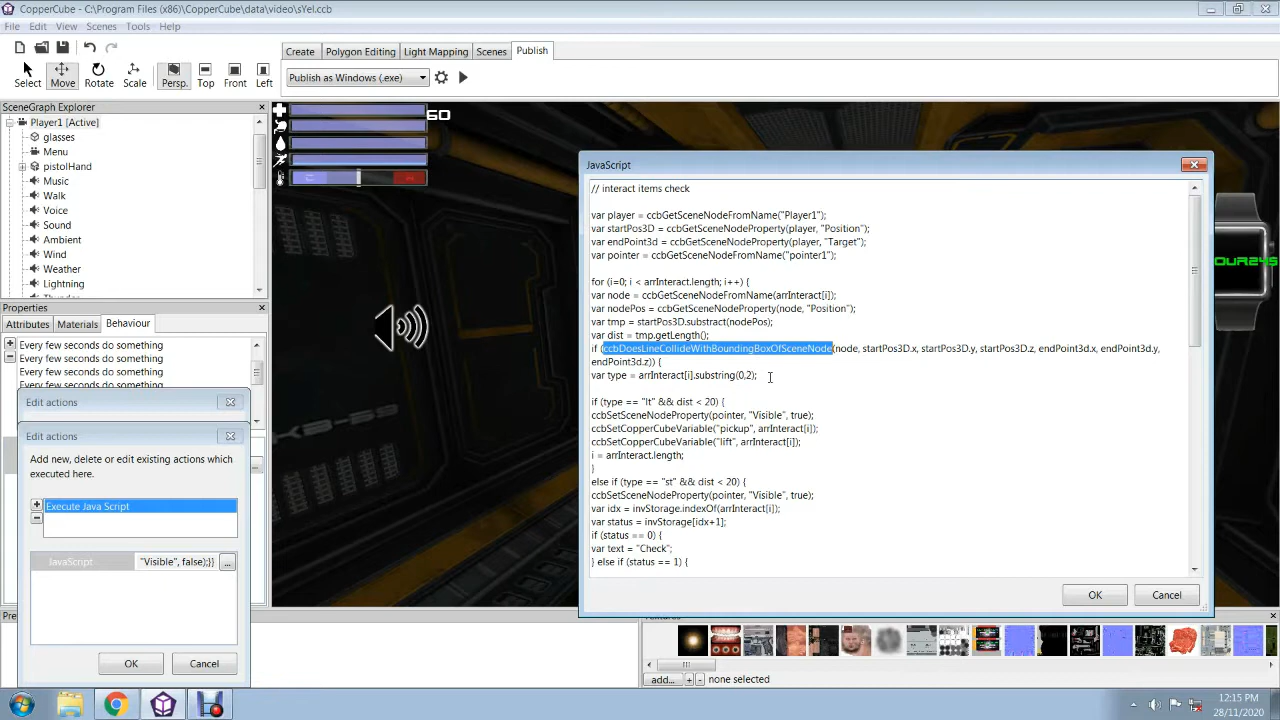 CopperCube - C:\Program Files (x86)\CopperCube\data\video\sYel.ccb
File Edit View Scenes Tools Help
Create Polygon Editing Light Mapping Scenes Publish
Select Move Rotate Scale Persp. Top Front Left
Publish as Windows (.exe)
SceneGraph Explorer
Player1 [Active]
glasses
Menu
pistolHand
Music
Walk
Voice
Sound
Ambient
Wind
Weather
Lightning
60
Properties
Attributes Materials Behaviour
Every few seconds do something
Every few seconds do something
Every few seconds do something
Edit actions
Edit actions
Add new, delete or edit existing actions which
executed here.
Execute Java Script
JavaScript "Visible", false);}} ...
OK Cancel
JavaScript
// interact items check
var player = ccbGetSceneNodeFromName("Player1");
var startPos3D = ccbGetSceneNodeProperty(player, "Position");
var endPoint3d = ccbGetSceneNodeProperty(player, "Target");
var pointer = ccbGetSceneNodeFromName("pointer1");
for (i=0; i < arrInteract.length; i++) {
var node = ccbGetSceneNodeFromName(arrInteract[i]);
var nodePos = ccbGetSceneNodeProperty(node, "Position");
var tmp = startPos3D.substract(nodePos);
var dist = tmp.getLength();
if (ccbDoesLineCollideWithBoundingBoxOfSceneNode(node, startPos3D.x, startPos3D.y, startPos3D.z, endPoint3d.x, endPoint3d.y,
endPoint3d.z)) {
var type = arrInteract[i].substring(0,2);
if (type == "lt" && dist < 20) {
ccbSetSceneNodeProperty(pointer, "Visible", true);
ccbSetCopperCubeVariable("pickup", arrInteract[i]);
ccbSetCopperCubeVariable("lift", arrInteract[i]);
i = arrInteract.length;
}
else if (type == "st" && dist < 20) {
ccbSetSceneNodeProperty(pointer, "Visible", true);
var idx = invStorage.indexOf(arrInteract[i]);
var status = invStorage[idx+1];
if (status == 0) {
var text = "Check";
} else if (status == 1) {
OK Cancel
add... + - none selected
12:15 PM
28/11/2020